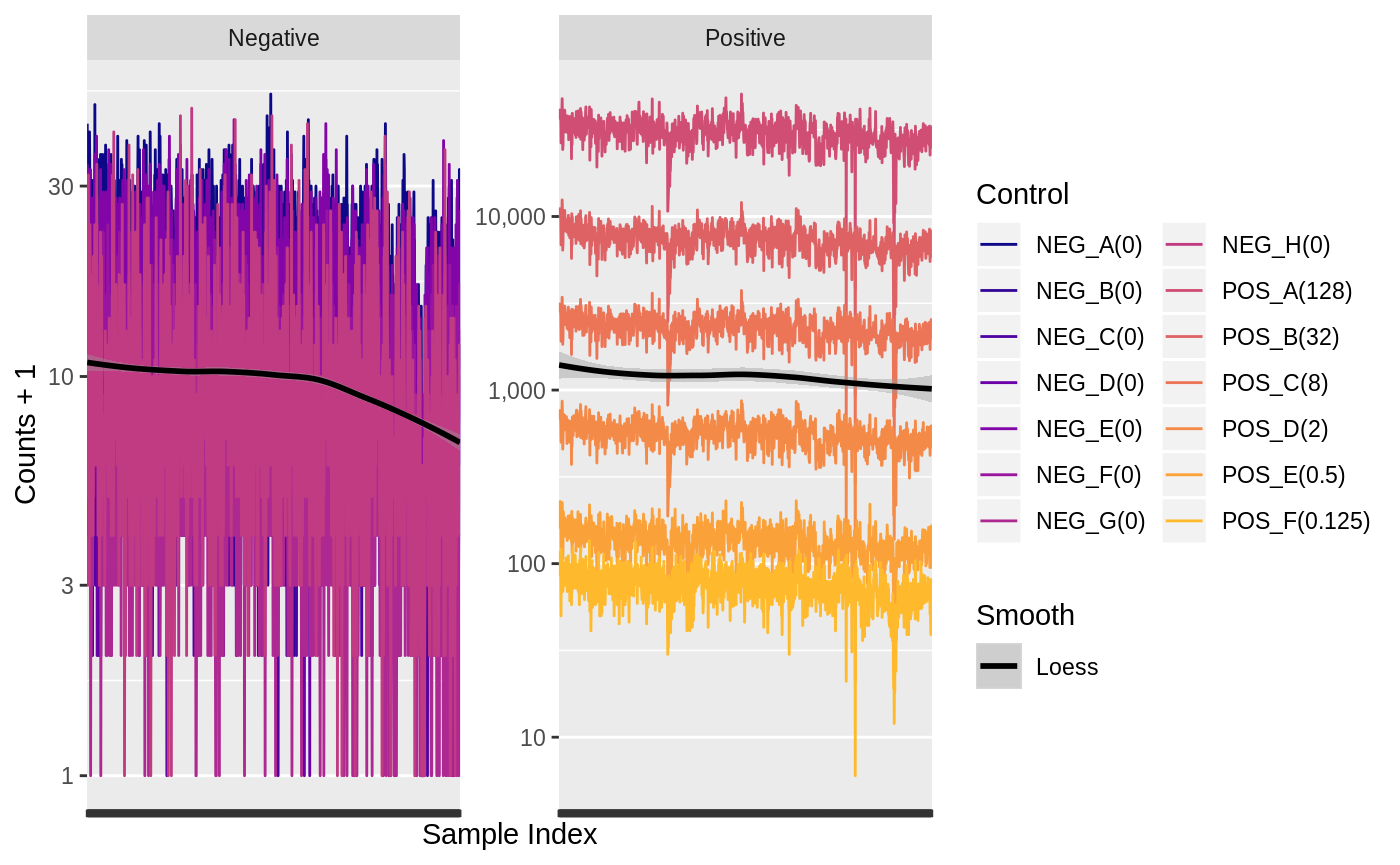 Negative
Positive
Counts + 1
30
10
3
1
10,000
1,000
100
10
Sample Index
Control
NEG_A(0)
NEG_B(0)
NEG_C(0)
NEG_D(0)
NEG_E(0)
NEG_F(0)
NEG_G(0)
NEG_H(0)
POS_A(128)
POS_B(32)
POS_C(8)
POS_D(2)
POS_E(0.5)
POS_F(0.125)
Smooth
Loess